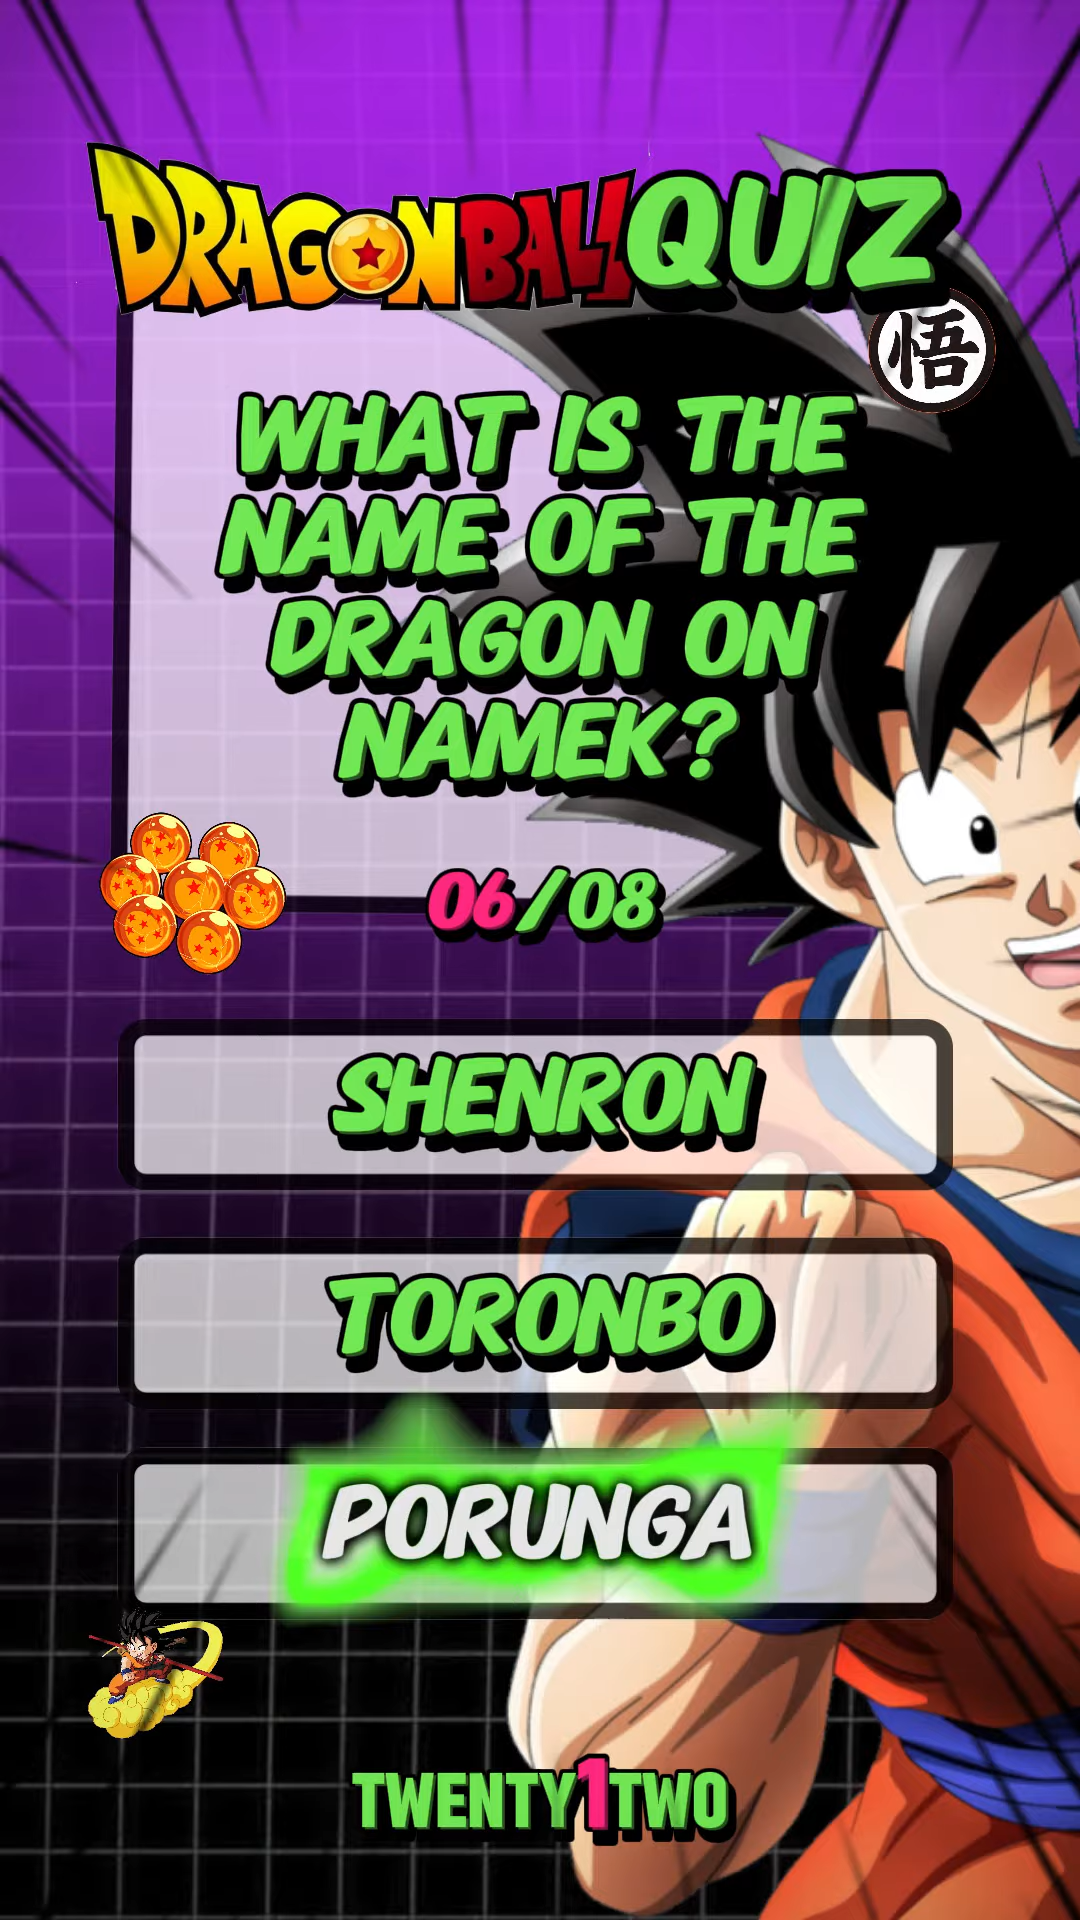 DRAGONBALL QUIZ
悟
WHAT IS THE
NAME OF THE
DRAGON ON
NAMEK?
06/08
SHENRON
TORONBO
PORUNGA
TWENTY1TWO